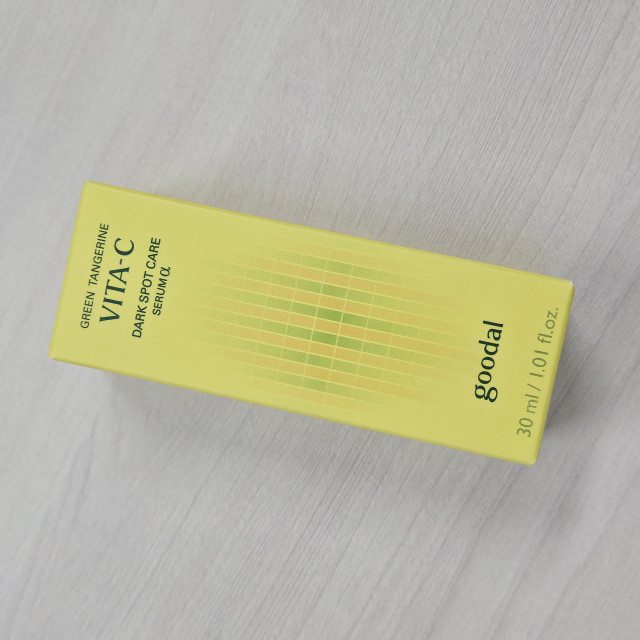 GREEN TANGERINE
VITA·C
DARK SPOT CARE
SERUM α
goodal
30 ml / 1.01 fl.oz.